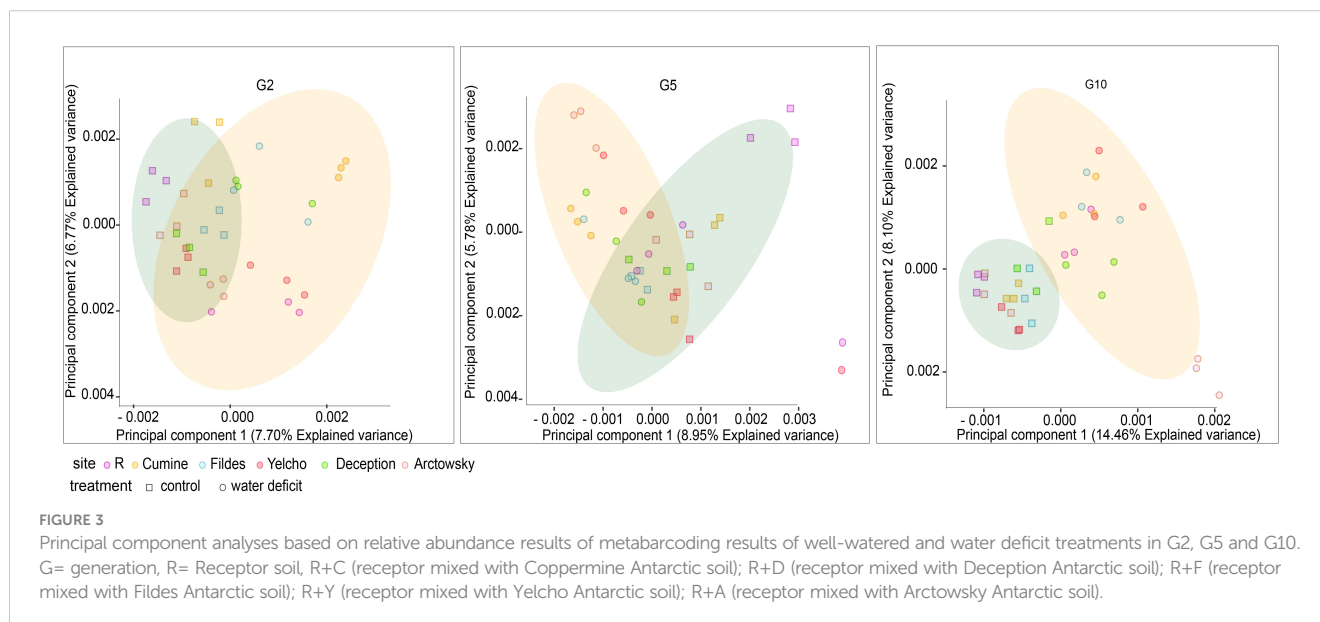 G2
Principal component 2 (6.77% Explained variance)
0.002
0.000
0.002
0.004
- 0.002
0.000
0.002
Principal component 1 (7.70% Explained variance)
G5
Principal component 2 (5.78% Explained variance)
0.002
0.000
0.002
0.004
- 0.002
- 0.001
0.000
0.001
0.002
0.003
Principal component 1 (8.95% Explained variance)
G10
Principal component 2 (8.10% Explained variance)
0.002
0.000
0.002
-0.001
0.000
0.001
0.002
Principal component 1 (14.46% Explained variance)
site R Cumine Fildes Yelcho Deception Arctowsky
treatment control water deficit
FIGURE 3
Principal component analyses based on relative abundance results of metabarcoding results of well-watered and water deficit treatments in G2, G5 and G10.
G= generation, R= Receptor soil, R+C (receptor mixed with Coppermine Antarctic soil); R+D (receptor mixed with Deception Antarctic soil); R+F (receptor
mixed with Fildes Antarctic soil); R+Y (receptor mixed with Yelcho Antarctic soil); R+A (receptor mixed with Arctowsky Antarctic soil).